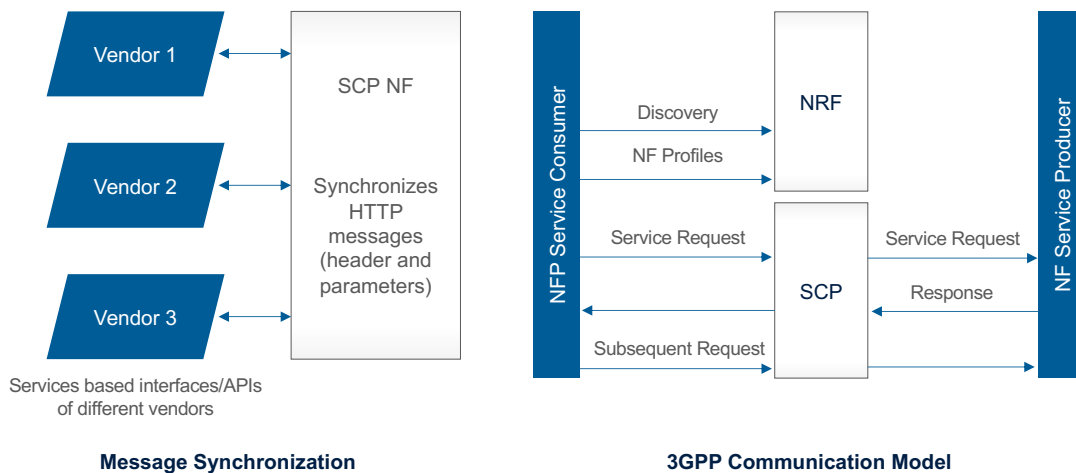 Vendor 1
Vendor 2
Vendor 3
SCP NF
Synchronizes
HTTP
messages
(header and
parameters)
Services based interfaces/APIs
of different vendors
Message Synchronization
NFP Service Consumer
Discovery
NF Profiles
NRF
Service Request
Subsequent Request
SCP
Service Request
Response
NF Service Producer
3GPP Communication Model